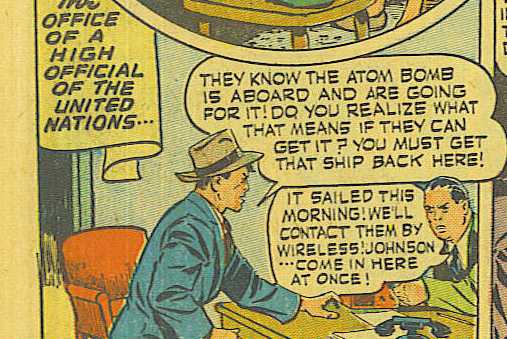 OFFICE
OF A
HIGH
OFFICIAL
OF THE
UNITED
NATIONS...
THEY KNOW THE ATOM BOMB
IS ABOARD AND ARE GOING
FOR IT! DO YOU REALIZE WHAT
THAT MEANS IF THEY CAN
GET IT? YOU MUST GET
THAT SHIP BACK HERE!
IT SAILED THIS
MORNING! WE'LL
CONTACT THEM BY
WIRELESS! JOHNSON
...COME IN HERE
AT ONCE!